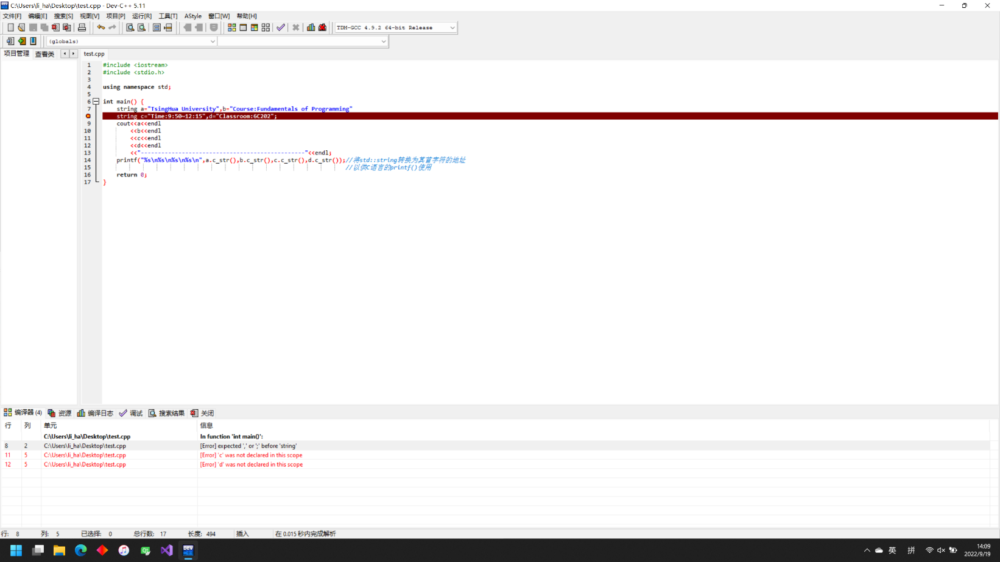 C:\Users\li_ha\Desktop\test.cpp - Dev-C++ 5.11
文件[F] 编辑[E] 搜索[S] 视图[V] 项目[P] 运行[R] 工具[T] AStyle 窗口[W] 帮助[H]
TDM-GCC 4.9.2 64-bit Release
(globals)
项目管理 查看类 test.cpp
1 #include <iostream>
2 #include <stdio.h>
3
4 using namespace std;
5
6 int main() {
7 string a="TsingHua University",b="Course:Fundamentals of Programming"
string c="Time:9:50~12:15",d="Classroom:6C202";
9 cout<<a<<endl
10 <<b<<endl
11 <<c<<endl
12 <<d<<endl
13 <<"------------------------------------------------"<<endl;
14 printf("%s\n%s\n%s\n%s\n",a.c_str(),b.c_str(),c.c_str(),d.c_str());//将std::string转换为其首字符的地址
15 //以供C语言的printf()使用
16 return 0;
17 }
编译器 (4) 资源 编译日志 调试 搜索结果 关闭
行 列 单元 信息
C:\Users\li_ha\Desktop\test.cpp In function 'int main()':
8 2 C:\Users\li_ha\Desktop\test.cpp [Error] expected ',' or ';' before 'string'
11 5 C:\Users\li_ha\Desktop\test.cpp [Error] 'c' was not declared in this scope
12 5 C:\Users\li_ha\Desktop\test.cpp [Error] 'd' was not declared in this scope
行: 8 列: 5 已选择: 0 总行数: 17 长度: 494 插入 在 0.015 秒内完成解析
DEV
英 拼 14:09
2022/9/19